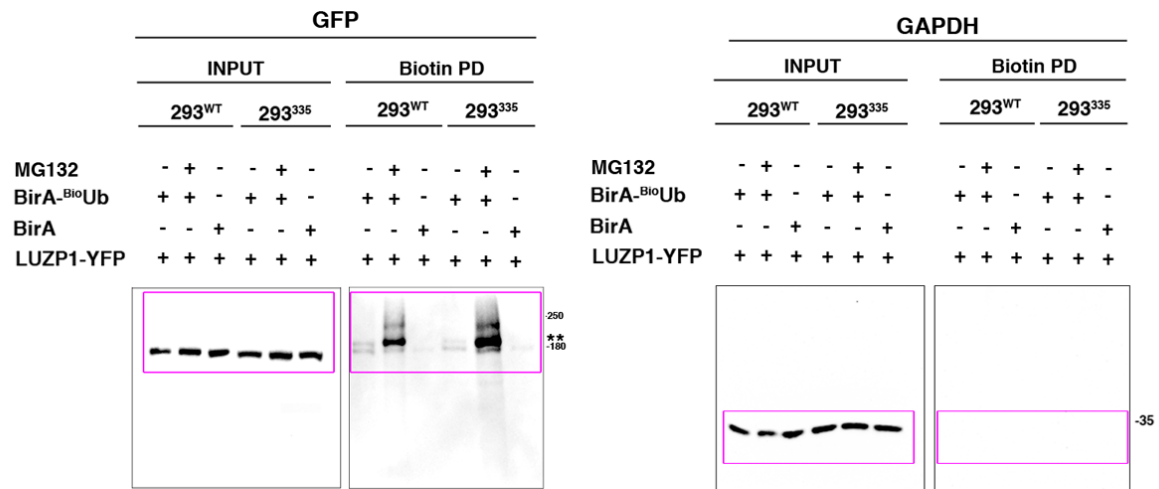 GFP
INPUT Biotin PD
293WT 293335 293WT 293335
MG132 - + - - + - - + - - + -
BirA-BioUb + + - + + - + + - + + -
BirA - - + - - + - - + - - +
LUZP1-YFP + + + + + + + + + + + +
-250
**
-180
GAPDH
INPUT Biotin PD
293WT 293335 293WT 293335
MG132 - + - - + - - + - - + -
BirA-BioUb + + - + + - + + - + + -
BirA - - + - - + - - + - - +
LUZP1-YFP + + + + + + + + + + + +
-35